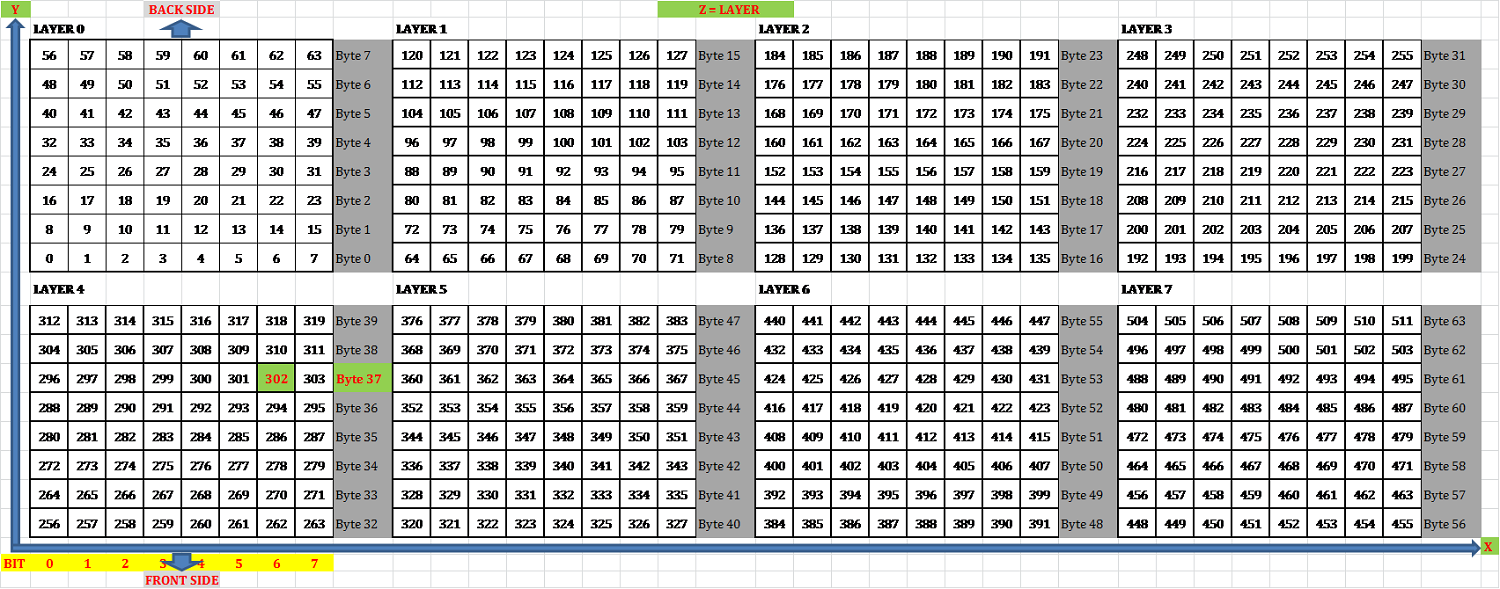 Y BACK SIDE Z = LAYER
LAYER 0 LAYER 1 LAYER 2 LAYER 3
56 57 58 59 60 61 62 63 Byte 7 120 121 122 123 124 125 126 127 Byte 15 184 185 186 187 188 189 190 191 Byte 23 248 249 250 251 252 253 254 255 Byte 31
48 49 50 51 52 53 54 55 Byte 6 112 113 114 115 116 117 118 119 Byte 14 176 177 178 179 180 181 182 183 Byte 22 240 241 242 243 244 245 246 247 Byte 30
40 41 42 43 44 45 46 47 Byte 5 104 105 106 107 108 109 110 111 Byte 13 168 169 170 171 172 173 174 175 Byte 21 232 233 234 235 236 237 238 239 Byte 29
32 33 34 35 36 37 38 39 Byte 4 96 97 98 99 100 101 102 103 Byte 12 160 161 162 163 164 165 166 167 Byte 20 224 225 226 227 228 229 230 231 Byte 28
24 25 26 27 28 29 30 31 Byte 3 88 89 90 91 92 93 94 95 Byte 11 152 153 154 155 156 157 158 159 Byte 19 216 217 218 219 220 221 222 223 Byte 27
16 17 18 19 20 21 22 23 Byte 2 80 81 82 83 84 85 86 87 Byte 10 144 145 146 147 148 149 150 151 Byte 18 208 209 210 211 212 213 214 215 Byte 26
8 9 10 11 12 13 14 15 Byte 1 72 73 74 75 76 77 78 79 Byte 9 136 137 138 139 140 141 142 143 Byte 17 200 201 202 203 204 205 206 207 Byte 25
0 1 2 3 4 5 6 7 Byte 0 64 65 66 67 68 69 70 71 Byte 8 128 129 130 131 132 133 134 135 Byte 16 192 193 194 195 196 197 198 199 Byte 24
LAYER 4 LAYER 5 LAYER 6 LAYER 7
312 313 314 315 316 317 318 319 Byte 39 376 377 378 379 380 381 382 383 Byte 47 440 441 442 443 444 445 446 447 Byte 55 504 505 506 507 508 509 510 511 Byte 63
304 305 306 307 308 309 310 311 Byte 38 368 369 370 371 372 373 374 375 Byte 46 432 433 434 435 436 437 438 439 Byte 54 496 497 498 499 500 501 502 503 Byte 62
296 297 298 299 300 301 302 303 Byte 37 360 361 362 363 364 365 366 367 Byte 45 424 425 426 427 428 429 430 431 Byte 53 488 489 490 491 492 493 494 495 Byte 61
288 289 290 291 292 293 294 295 Byte 36 352 353 354 355 356 357 358 359 Byte 44 416 417 418 419 420 421 422 423 Byte 52 480 481 482 483 484 485 486 487 Byte 60
280 281 282 283 284 285 286 287 Byte 35 344 345 346 347 348 349 350 351 Byte 43 408 409 410 411 412 413 414 415 Byte 51 472 473 474 475 476 477 478 479 Byte 59
272 273 274 275 276 277 278 279 Byte 34 336 337 338 339 340 341 342 343 Byte 42 400 401 402 403 404 405 406 407 Byte 50 464 465 466 467 468 469 470 471 Byte 58
264 265 266 267 268 269 270 271 Byte 33 328 329 330 331 332 333 334 335 Byte 41 392 393 394 395 396 397 398 399 Byte 49 456 457 458 459 460 461 462 463 Byte 57
256 257 258 259 260 261 262 263 Byte 32 320 321 322 323 324 325 326 327 Byte 40 384 385 386 387 388 389 390 391 Byte 48 448 449 450 451 452 453 454 455 Byte 56
X
BIT 0 1 2 3 4 5 6 7
FRONT SIDE